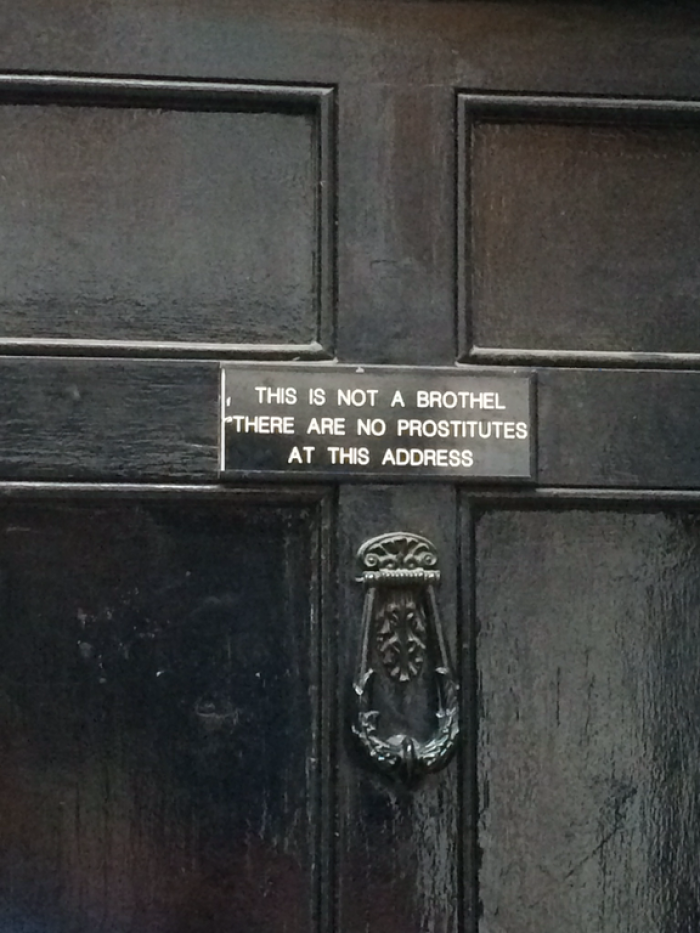 THIS IS NOT A BROTHEL
THERE ARE NO PROSTITUTES
AT THIS ADDRESS